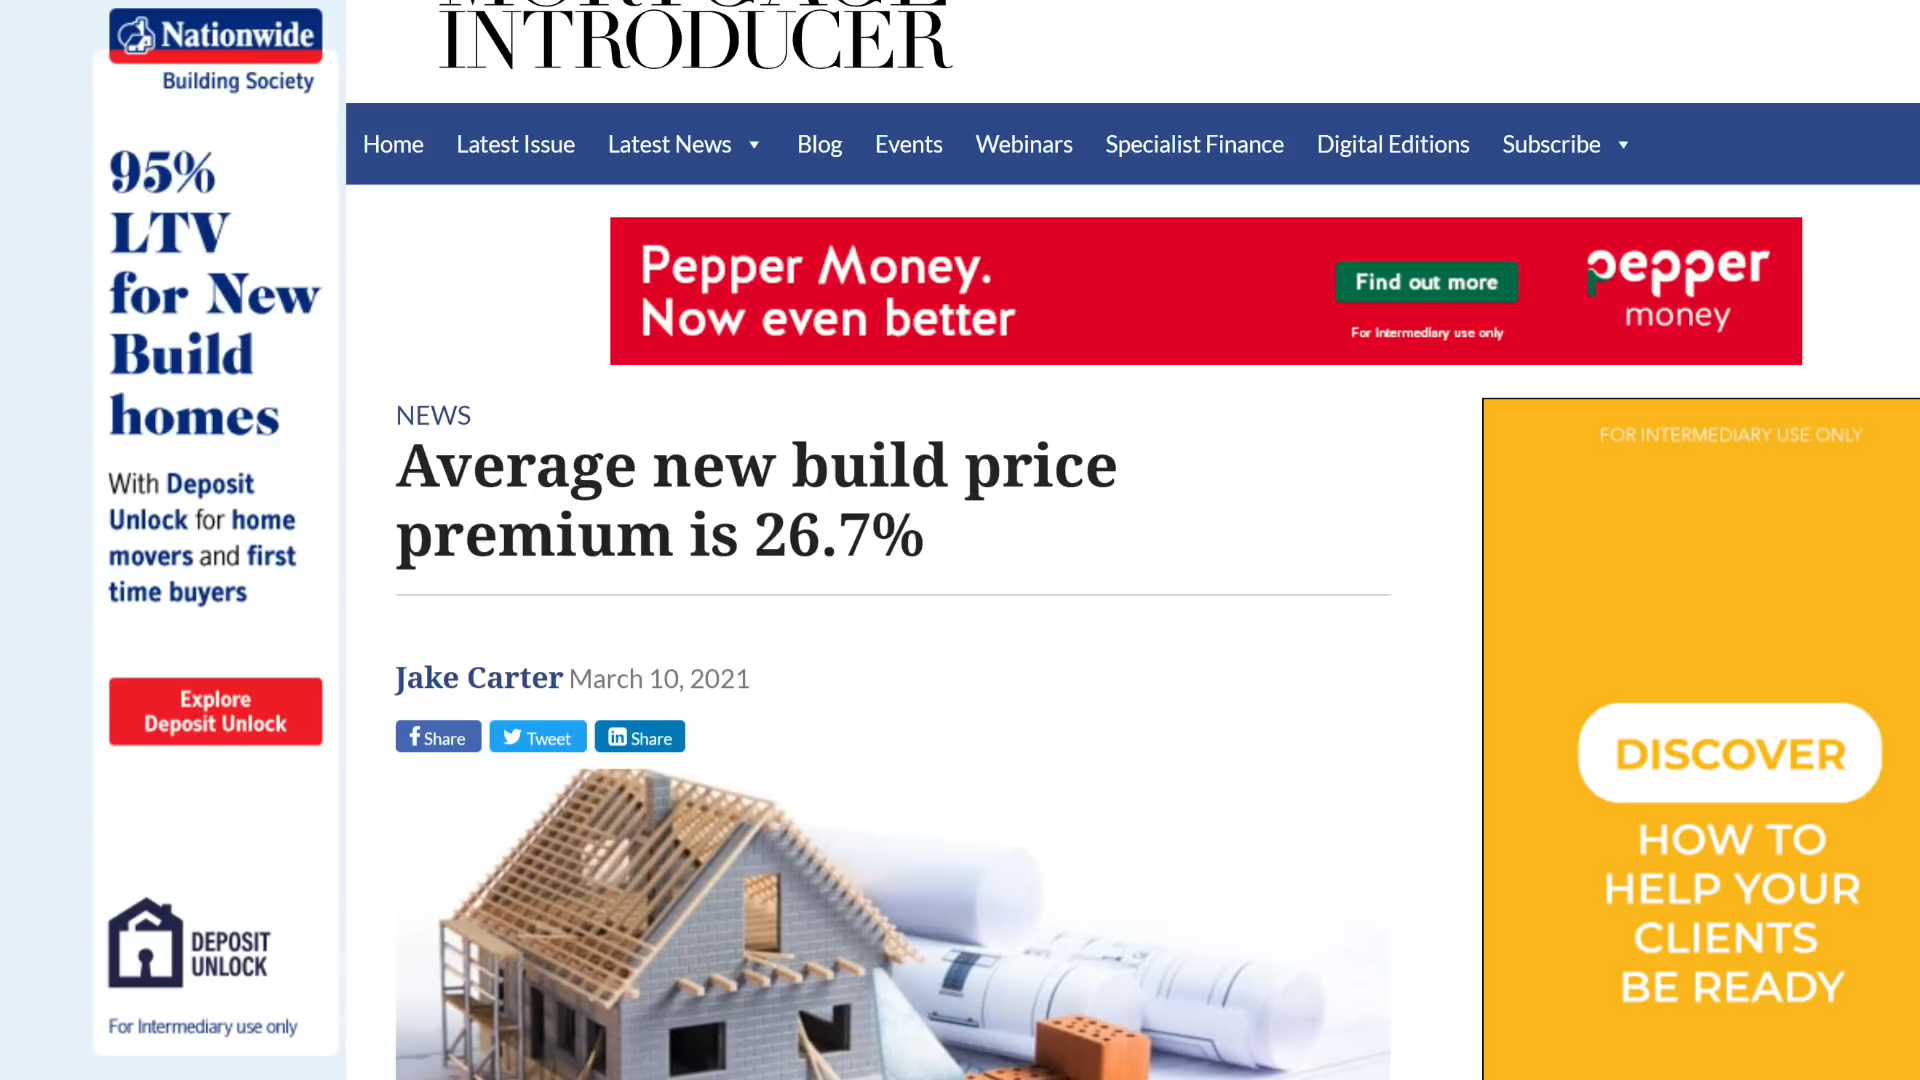 Nationwide
Building Society
95%
LTV
for New
Build
homes
With Deposit
Unlock for home
movers and first
time buyers
Explore
Deposit Unlock
DEPOSIT
UNLOCK
For Intermediary use only
MORTGAGE
INTRODUCER
Home Latest Issue Latest News Blog Events Webinars Specialist Finance Digital Editions Subscribe
Pepper Money.
Now even better
Find out more
For Intermediary use only
pepper
money
NEWS
Average new build price
premium is 26.7%
Jake Carter March 10, 2021
Share Tweet Share
FOR INTERMEDIARY USE ONLY
DISCOVER
HOW TO
HELP YOUR
CLIENTS
BE READY